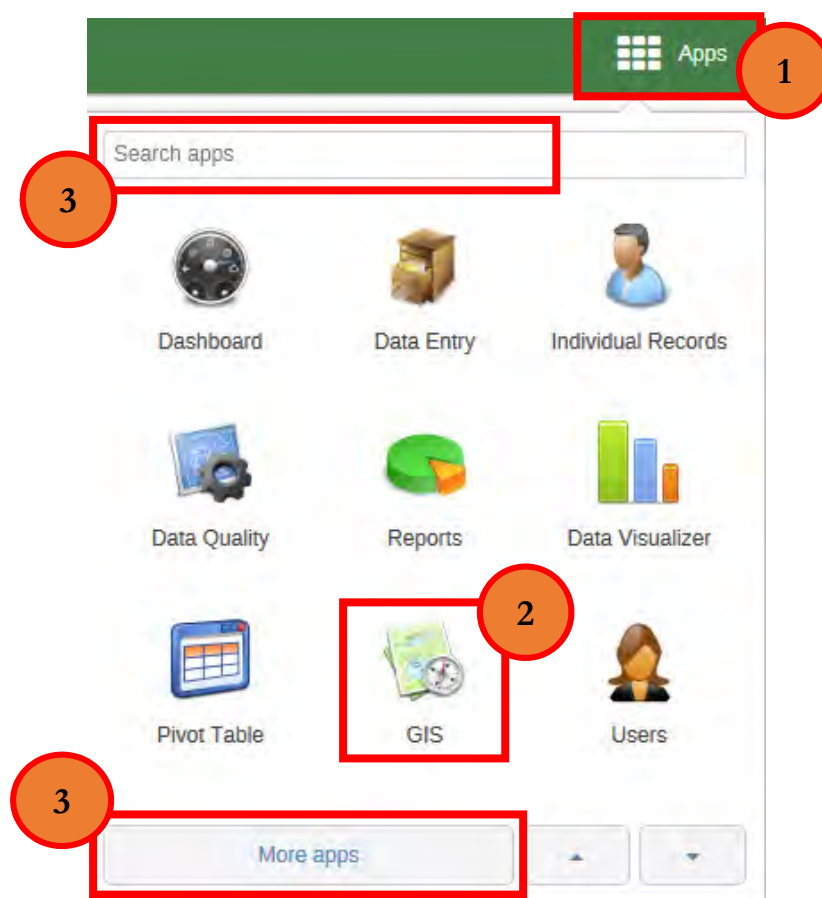 Apps
1
Search apps
3
Dashboard
Data Entry
Individual Records
Data Quality
Reports
Data Visualizer
2
Pivot Table
GIS
Users
3
More apps